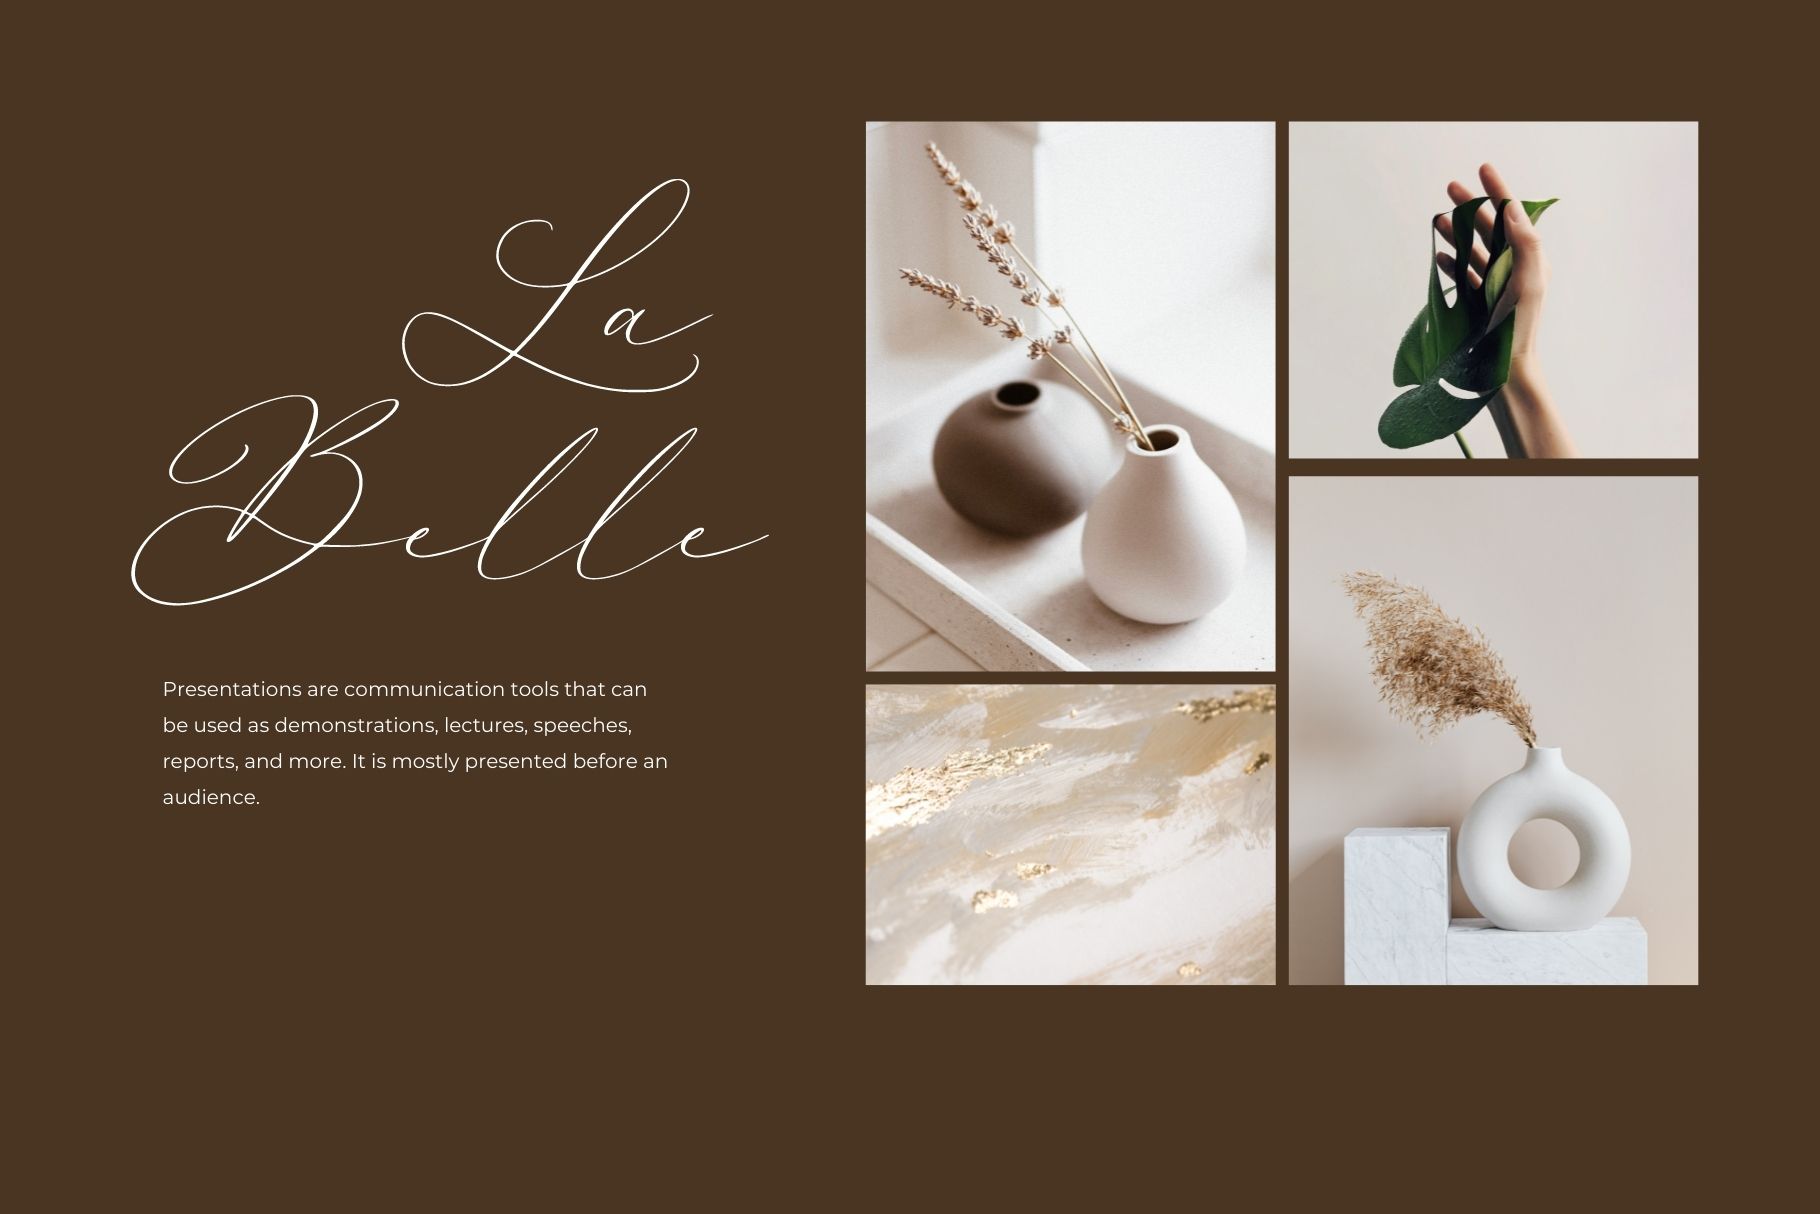 La
Belle
Presentations are communication tools that can
be used as demonstrations, lectures, speeches,
reports, and more. It is mostly presented before an
audience.